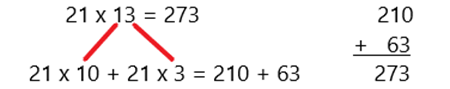 21 x 13 = 273
21 x 10 + 21 x 3 = 210 + 63
210
+ 63
273